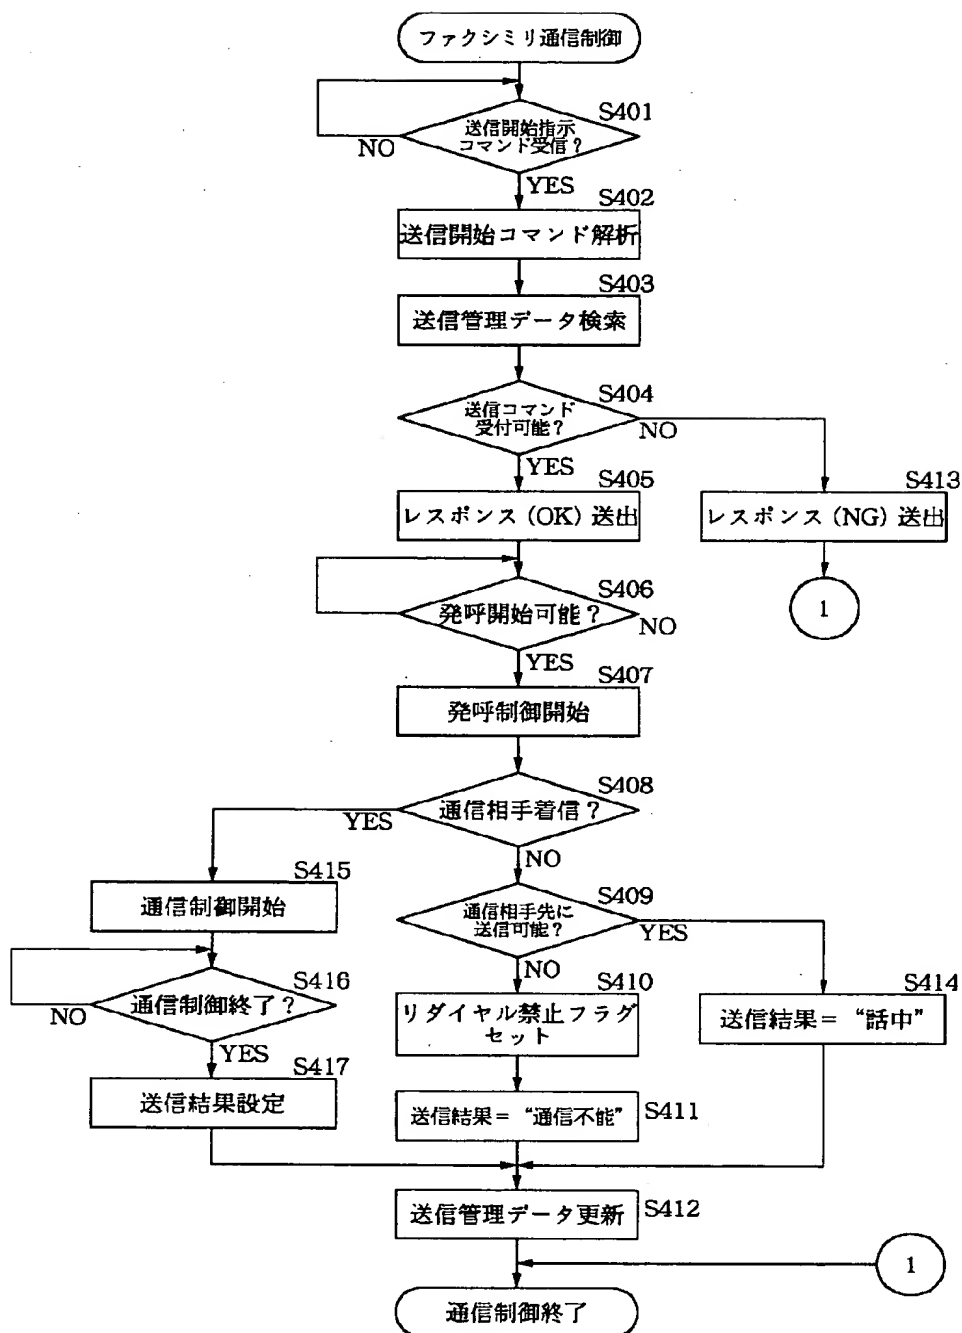 ファクシミリ通信制御
S401
送信開始指示
コマンド受信？
NO
YES
S402
送信開始コマンド解析
S403
送信管理データ検索
S404
送信コマンド
受付可能？
NO
YES
S405
レスポンス (OK) 送出
S413
レスポンス (NG) 送出
1
S406
発呼開始可能？
NO
YES
S407
発呼制御開始
S408
通信相手着信？
YES
NO
S415
通信制御開始
S409
通信相手先に
送信可能？
YES
NO
S416
通信制御終了？
NO
YES
S410
リダイヤル禁止フラグ
セット
S414
送信結果＝ “話中”
S417
送信結果設定
送信結果＝ “通信不能”
S411
送信管理データ更新
S412
1
通信制御終了